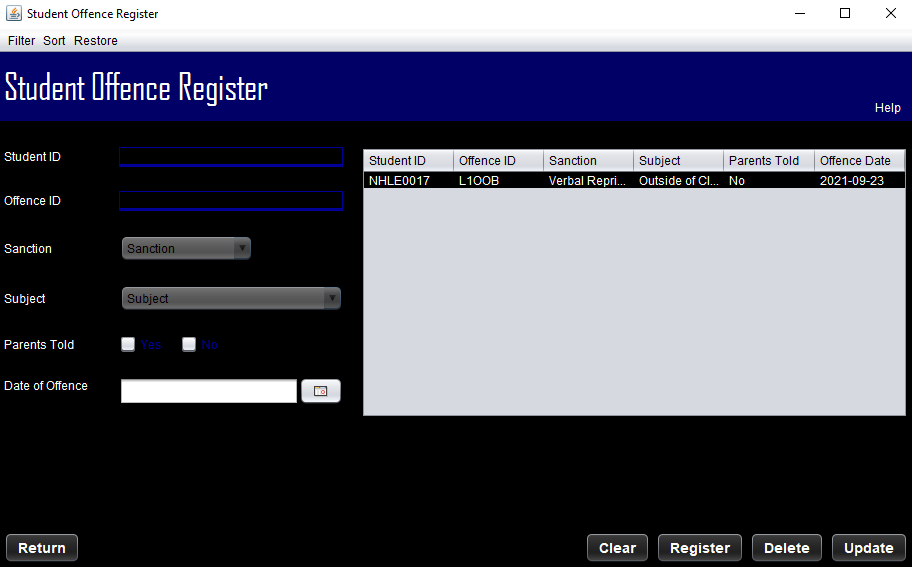 Student Offence Register
Filter Sort Restore
Student Offence Register
Help
Student ID
Offence ID
Sanction Sanction
Subject Subject
Parents Told Yes No
Date of Offence
Student ID Offence ID Sanction Subject Parents Told Offence Date
NHLE0017 L1OOB Verbal Repri... Outside of Cl... No 2021-09-23
Return Clear Register Delete Update